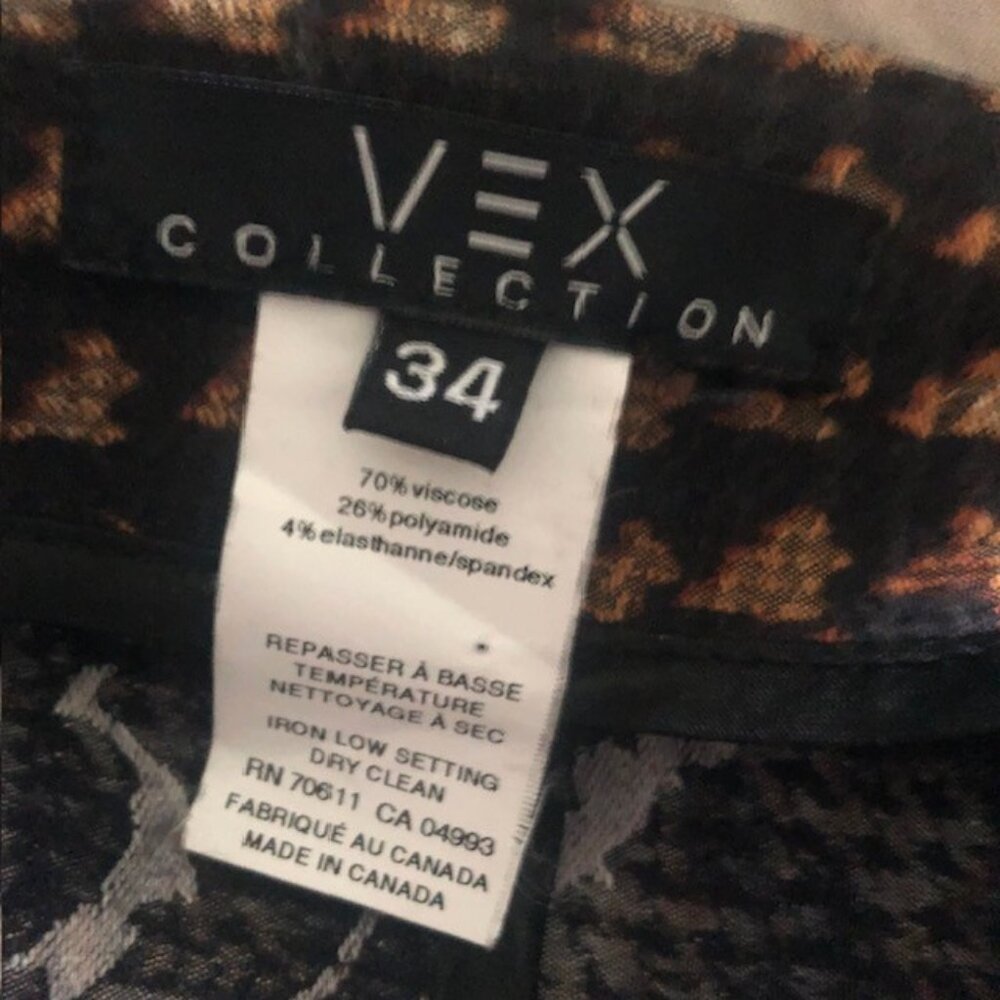 VEX
COLLECTION
34
70% viscose
26% polyamide
4% elasthanne/spandex
REPASSER À BASSE
TEMPÉRATURE
NETTOYAGE À SEC
IRON LOW SETTING
DRY CLEAN
RN 70611 CA 04993
FABRIQUÉ AU CANADA
MADE IN CANADA